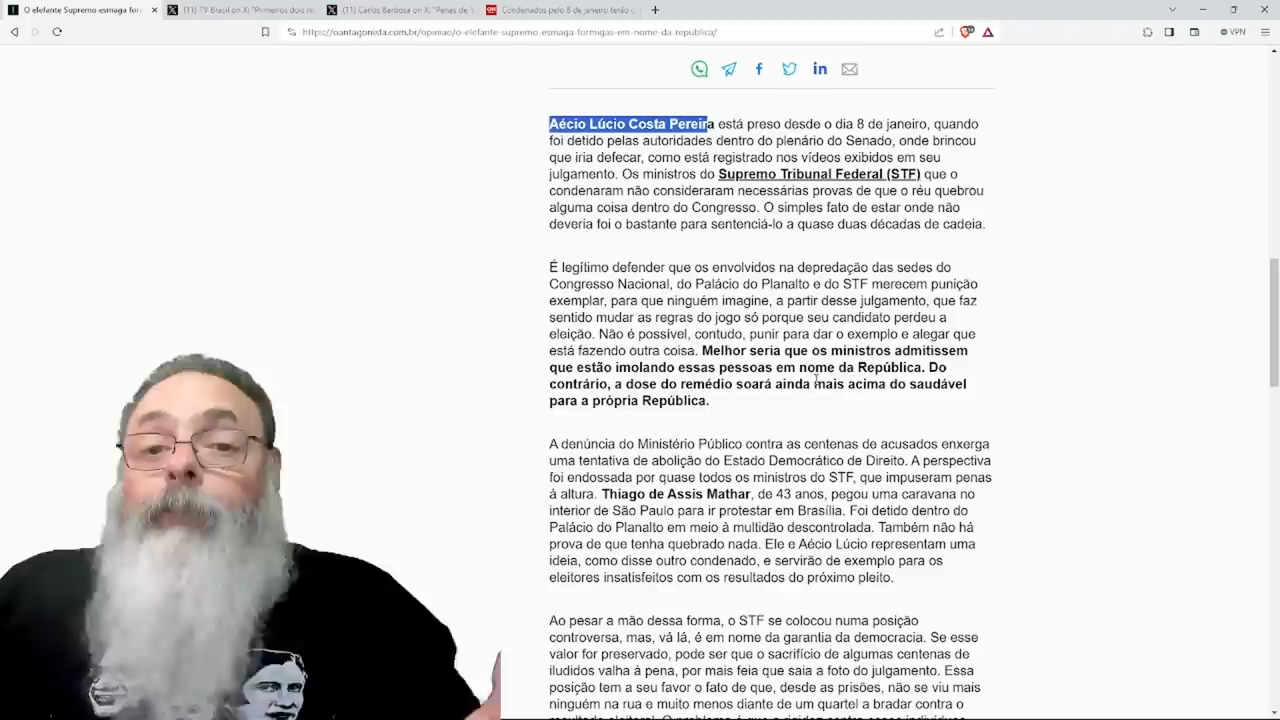 O elefante Supremo esmaga forma
(11) TV Brasil on X: "Primeiros dois re
(11) Carlos Barbosa on X: "Penas de 1
Condenados pelo 8 de janeiro terão c
https://oantagonista.com.br/opiniao/o-elefante-supremo-esmaga-formigas-em-nome-da-republica/
VPN
Aécio Lúcio Costa Pereira está preso desde o dia 8 de janeiro, quando
foi detido pelas autoridades dentro do plenário do Senado, onde brincou
que iria defecar, como está registrado nos vídeos exibidos em seu
julgamento. Os ministros do Supremo Tribunal Federal (STF) que o
condenaram não consideraram necessárias provas de que o réu quebrou
alguma coisa dentro do Congresso. O simples fato de estar onde não
deveria foi o bastante para sentenciá-lo a quase duas décadas de cadeia.
É legítimo defender que os envolvidos na depredação das sedes do
Congresso Nacional, do Palácio do Planalto e do STF merecem punição
exemplar, para que ninguém imagine, a partir desse julgamento, que faz
sentido mudar as regras do jogo só porque seu candidato perdeu a
eleição. Não é possível, contudo, punir para dar o exemplo e alegar que
está fazendo outra coisa. Melhor seria que os ministros admitissem
que estão imolando essas pessoas em nome da República. Do
contrário, a dose do remédio soará ainda mais acima do saudável
para a própria República.
A denúncia do Ministério Público contra as centenas de acusados enxerga
uma tentativa de abolição do Estado Democrático de Direito. A perspectiva
foi endossada por quase todos os ministros do STF, que impuseram penas
à altura. Thiago de Assis Mathar, de 43 anos, pegou uma caravana no
interior de São Paulo para ir protestar em Brasília. Foi detido dentro do
Palácio do Planalto em meio à multidão descontrolada. Também não há
prova de que tenha quebrado nada. Ele e Aécio Lúcio representam uma
ideia, como disse outro condenado, e servirão de exemplo para os
eleitores insatisfeitos com os resultados do próximo pleito.
Ao pesar a mão dessa forma, o STF se colocou numa posição
controversa, mas, vá lá, é em nome da garantia da democracia. Se esse
valor for preservado, pode ser que o sacrifício de algumas centenas de
iludidos valha à pena, por mais feia que saia a foto do julgamento. Essa
posição tem a seu favor o fato de que, desde as prisões, não se viu mais
ninguém na rua e muito menos diante de um quartel a bradar contra o